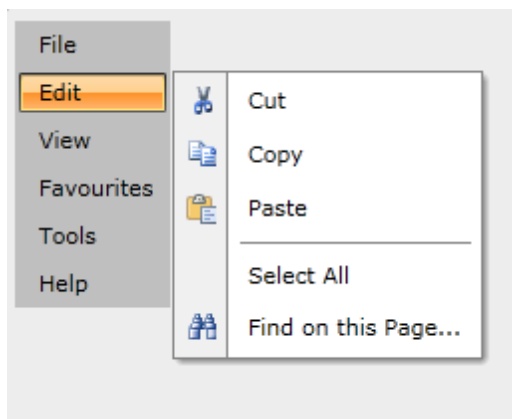 File
Edit
View
Favourites
Tools
Help
Cut
Copy
Paste
Select All
Find on this Page...